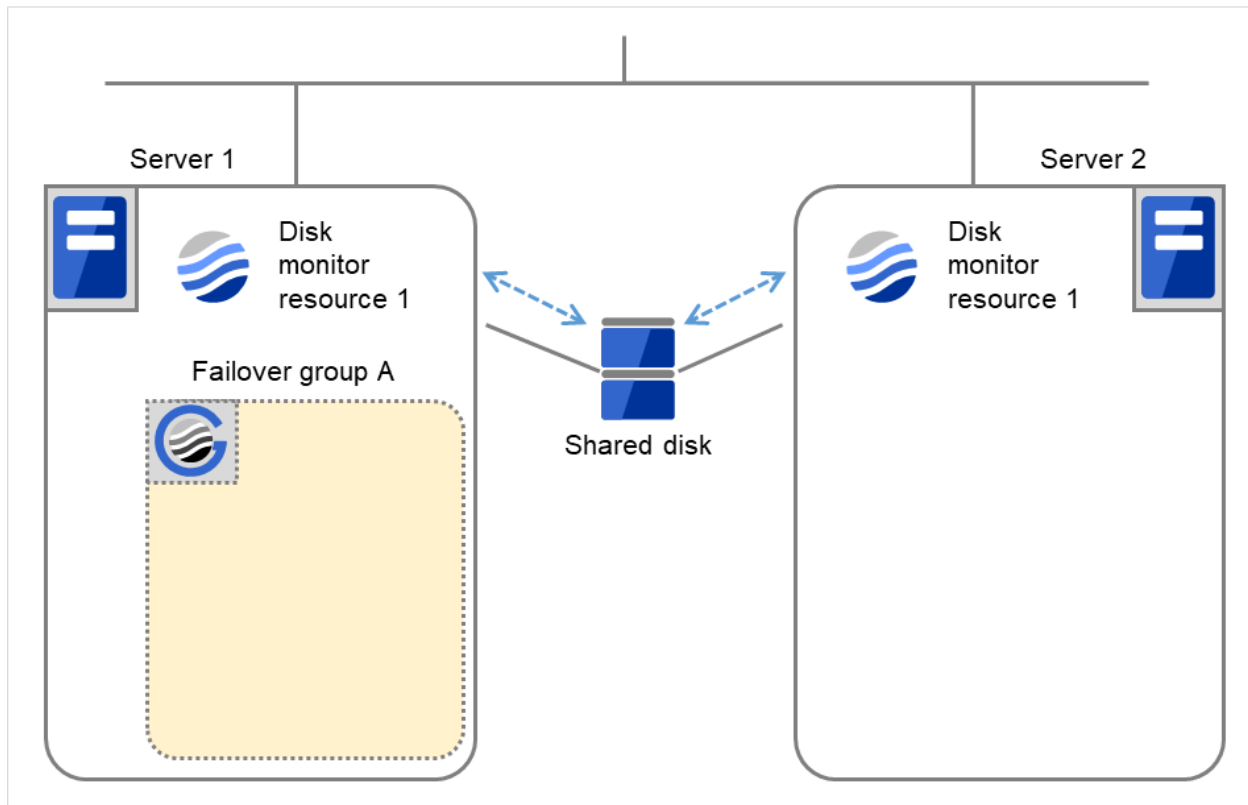 Server 1
Server 2
Disk
monitor
resource 1
Disk
monitor
resource 1
Failover group A
Shared disk